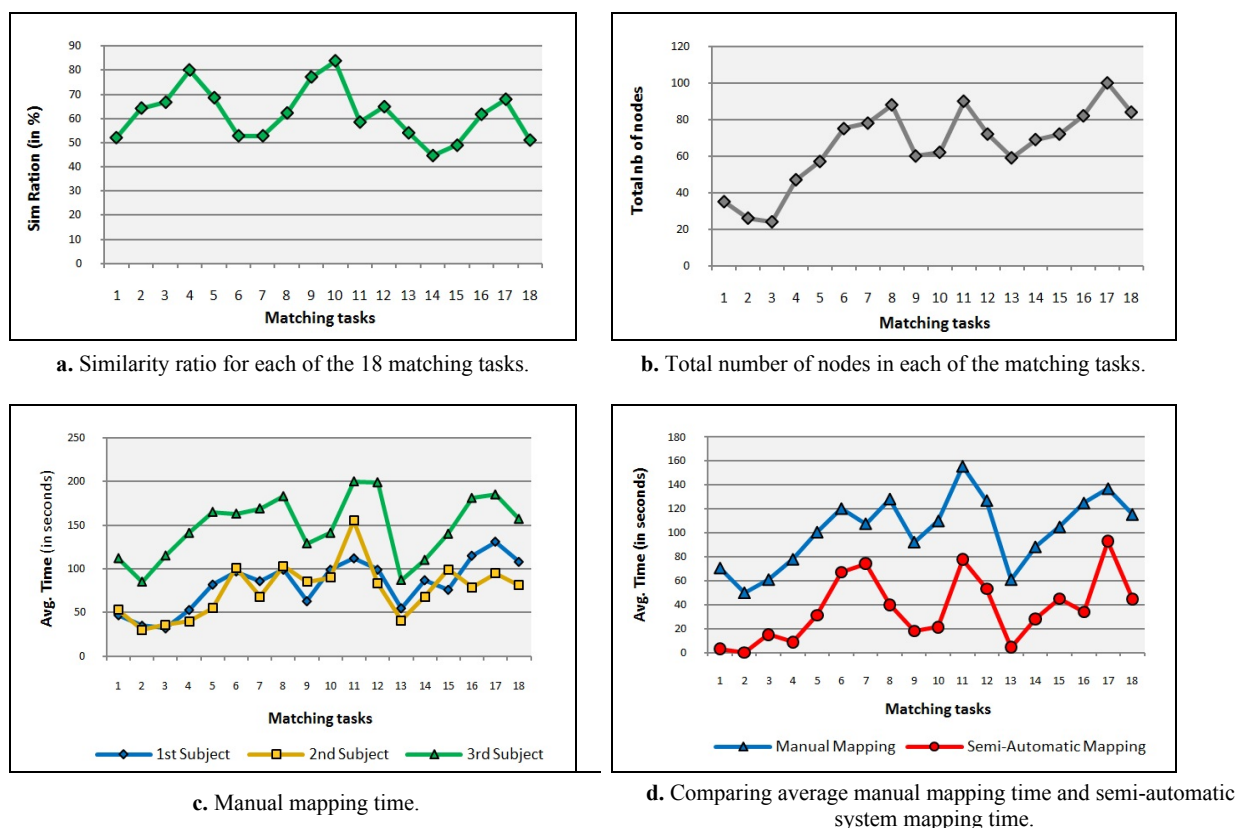 90
80
70
60
50
40
30
20
10
0
Sim Ration (in %)
1 2 3 4 5 6 7 8 9 10 11 12 13 14 15 16 17 18
Matching tasks
a. Similarity ratio for each of the 18 matching tasks.
120
100
80
60
40
20
0
Total nb of nodes
1 2 3 4 5 6 7 8 9 10 11 12 13 14 15 16 17 18
Matching tasks
b. Total number of nodes in each of the matching tasks.
250
200
150
100
50
0
Avg. Time (in seconds)
1 2 3 4 5 6 7 8 9 10 11 12 13 14 15 16 17 18
Matching tasks
1st Subject 2nd Subject 3rd Subject
c. Manual mapping time.
180
160
140
120
100
80
60
40
20
0
Avg. Time (in seconds)
1 2 3 4 5 6 7 8 9 10 11 12 13 14 15 16 17 18
Matching tasks
Manual Mapping Semi-Automatic Mapping
d. Comparing average manual mapping time and semi-automatic
system mapping time.